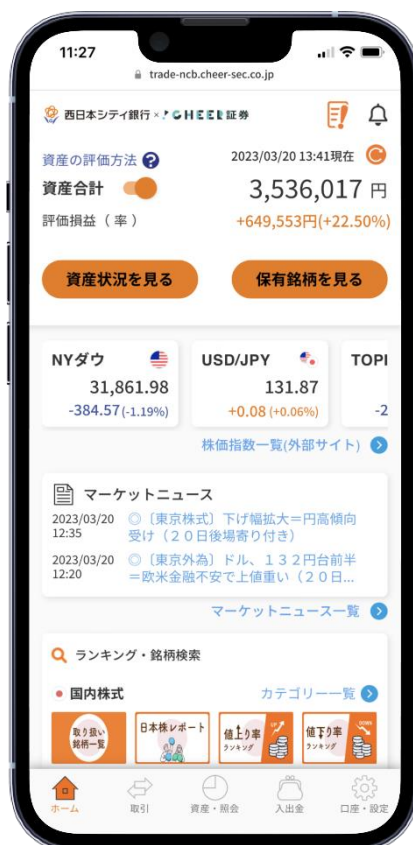 11:27
trade-ncb.cheer-sec.co.jp
西日本シティ銀行 × CHEER証券
資産の評価方法 ?
2023/03/20 13:41現在
資産合計
3,536,017 円
評価損益(率)
+649,553円(+22.50%)
資産状況を見る
保有銘柄を見る
NYダウ
31,861.98
-384.57(-1.19%)
USD/JPY
131.87
+0.08 (+0.06%)
TOPI
-2
株価指数一覧(外部サイト)
マーケットニュース
2023/03/20 ◎〔東京株式〕下げ幅拡大=円高傾向
12:35 受け(20日後場寄り付き)
2023/03/20 ◎〔東京外為〕ドル、132円台前半
12:20 =欧米金融不安で上値重い(20日...
マーケットニュース一覧
ランキング・銘柄検索
国内株式
カテゴリー一覧
取り扱い
銘柄一覧
日本株レポート
値上り率
ランキング
UP
値下り率
ランキング
DOWN
ホーム
取引
資産・照会
入出金
口座・設定